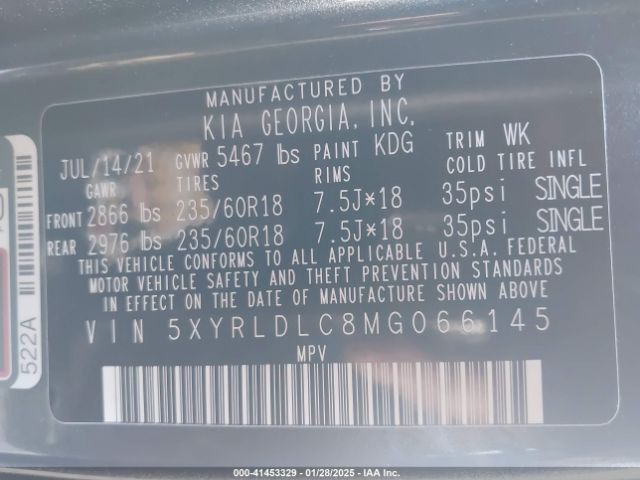 MANUFACTURED BY
KIA GEORGIA, INC.
JUL/14/21 GVWR 5467 lbs PAINT KDG TRIM WK
GAWR TIRES RIMS COLD TIRE INFL
FRONT 2866 lbs 235/60R18 7.5J*18 35psi SINGLE
REAR 2976 lbs 235/60R18 7.5J*18 35psi SINGLE
THIS VEHICLE CONFORMS TO ALL APPLICABLE U.S.A. FEDERAL
MOTOR VEHICLE SAFETY AND THEFT PREVENTION STANDARDS
IN EFFECT ON THE DATE OF MANUFACTURE SHOWN ABOVE
VIN 5XYRLDLC8MG066145
MPV
522A
000-41453329 - 01/28/2025 - IAA Inc.